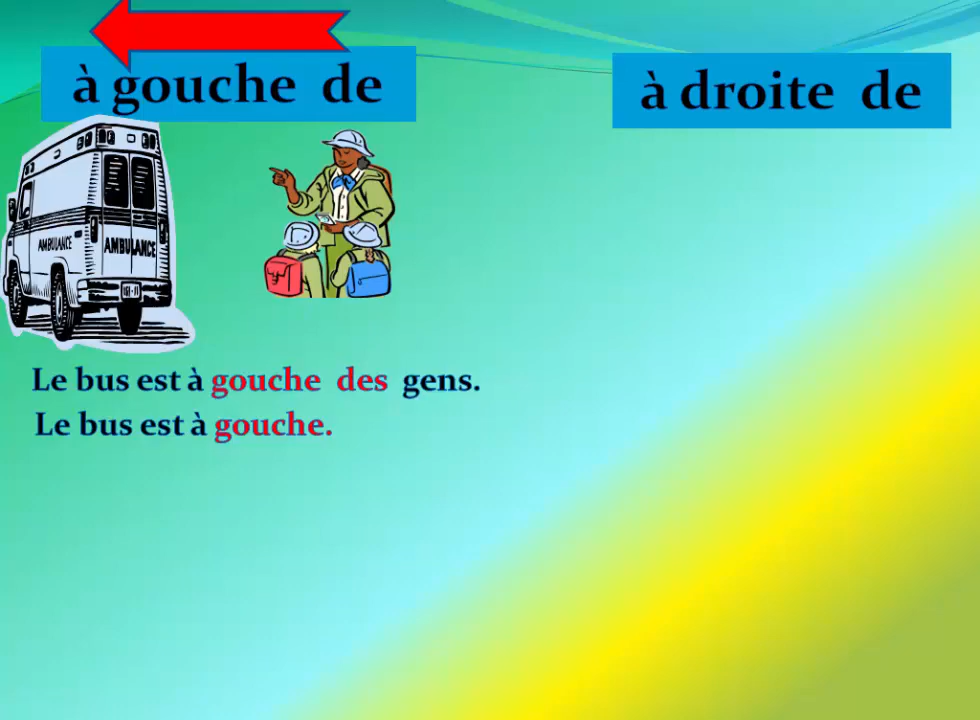 à gouche de
à droite de
AMBULANCE
AMBULANCE
Le bus est à gouche des gens.
Le bus est à gouche.